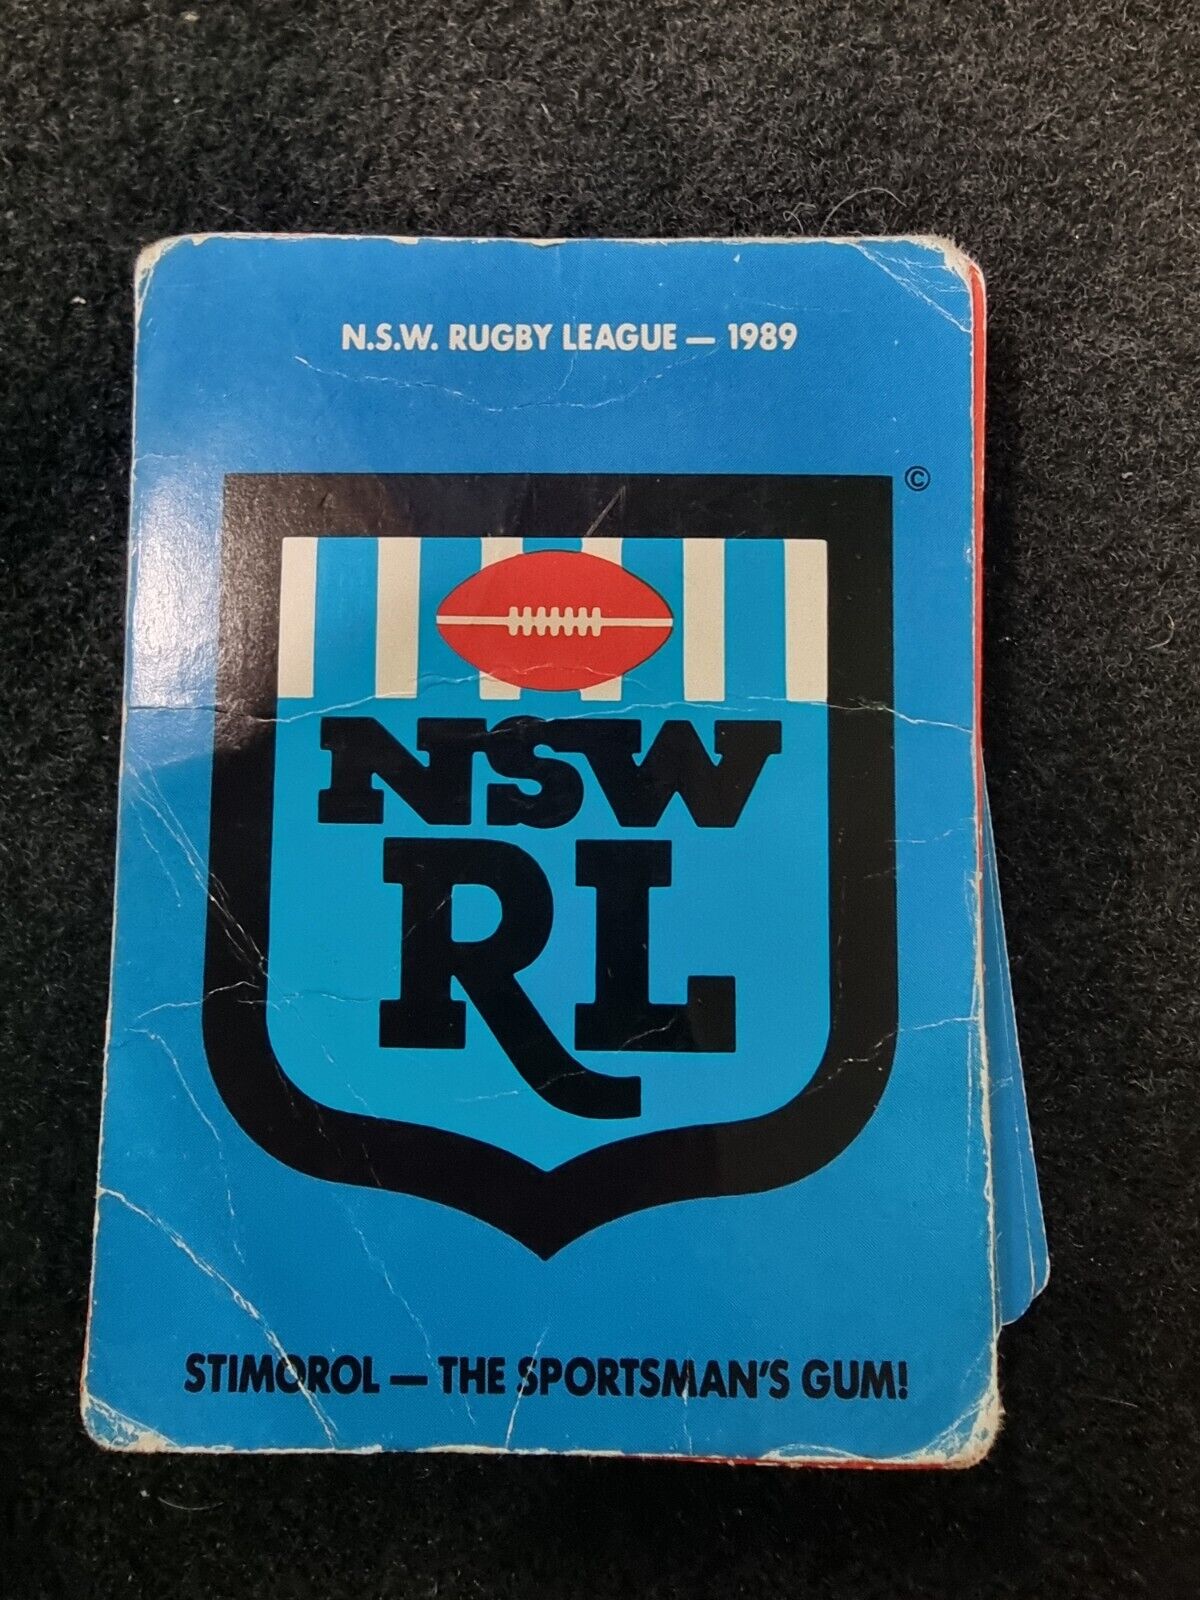 N.S.W. RUGBY LEAGUE — 1989
©
NSW
RL
STIMOROL — THE SPORTSMAN'S GUM!